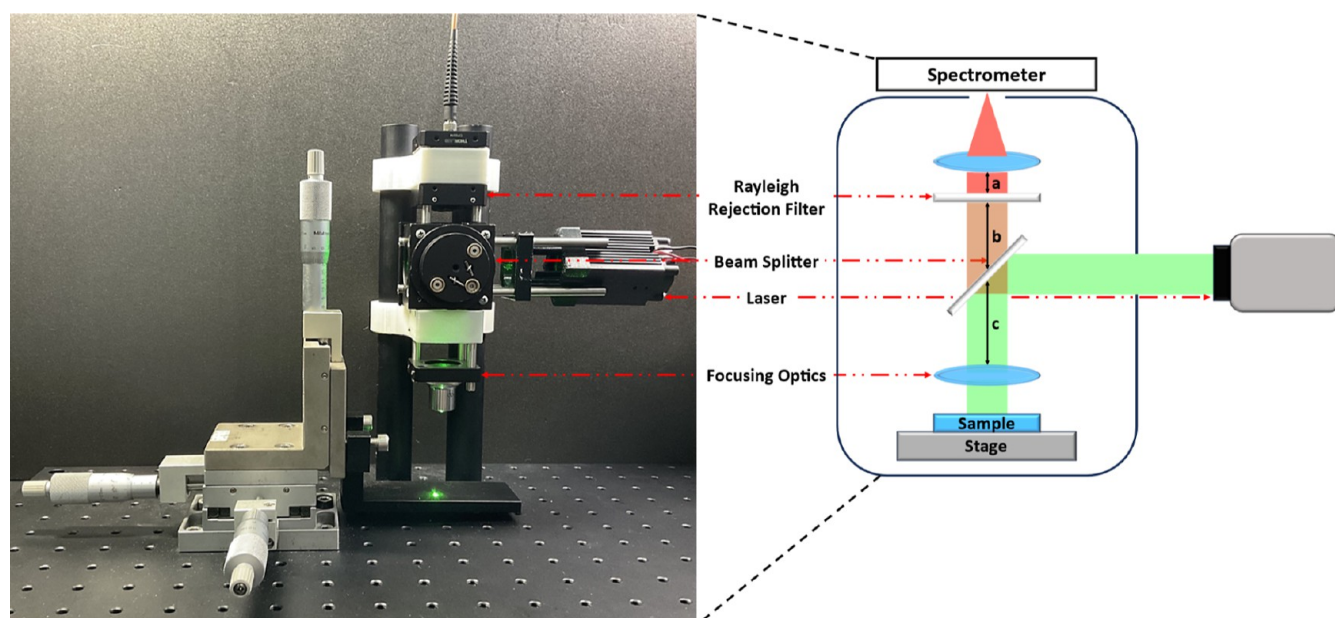 Spectrometer
a
Rayleigh
Rejection Filter
b
Beam Splitter
Laser
c
Focusing Optics
Sample
Stage